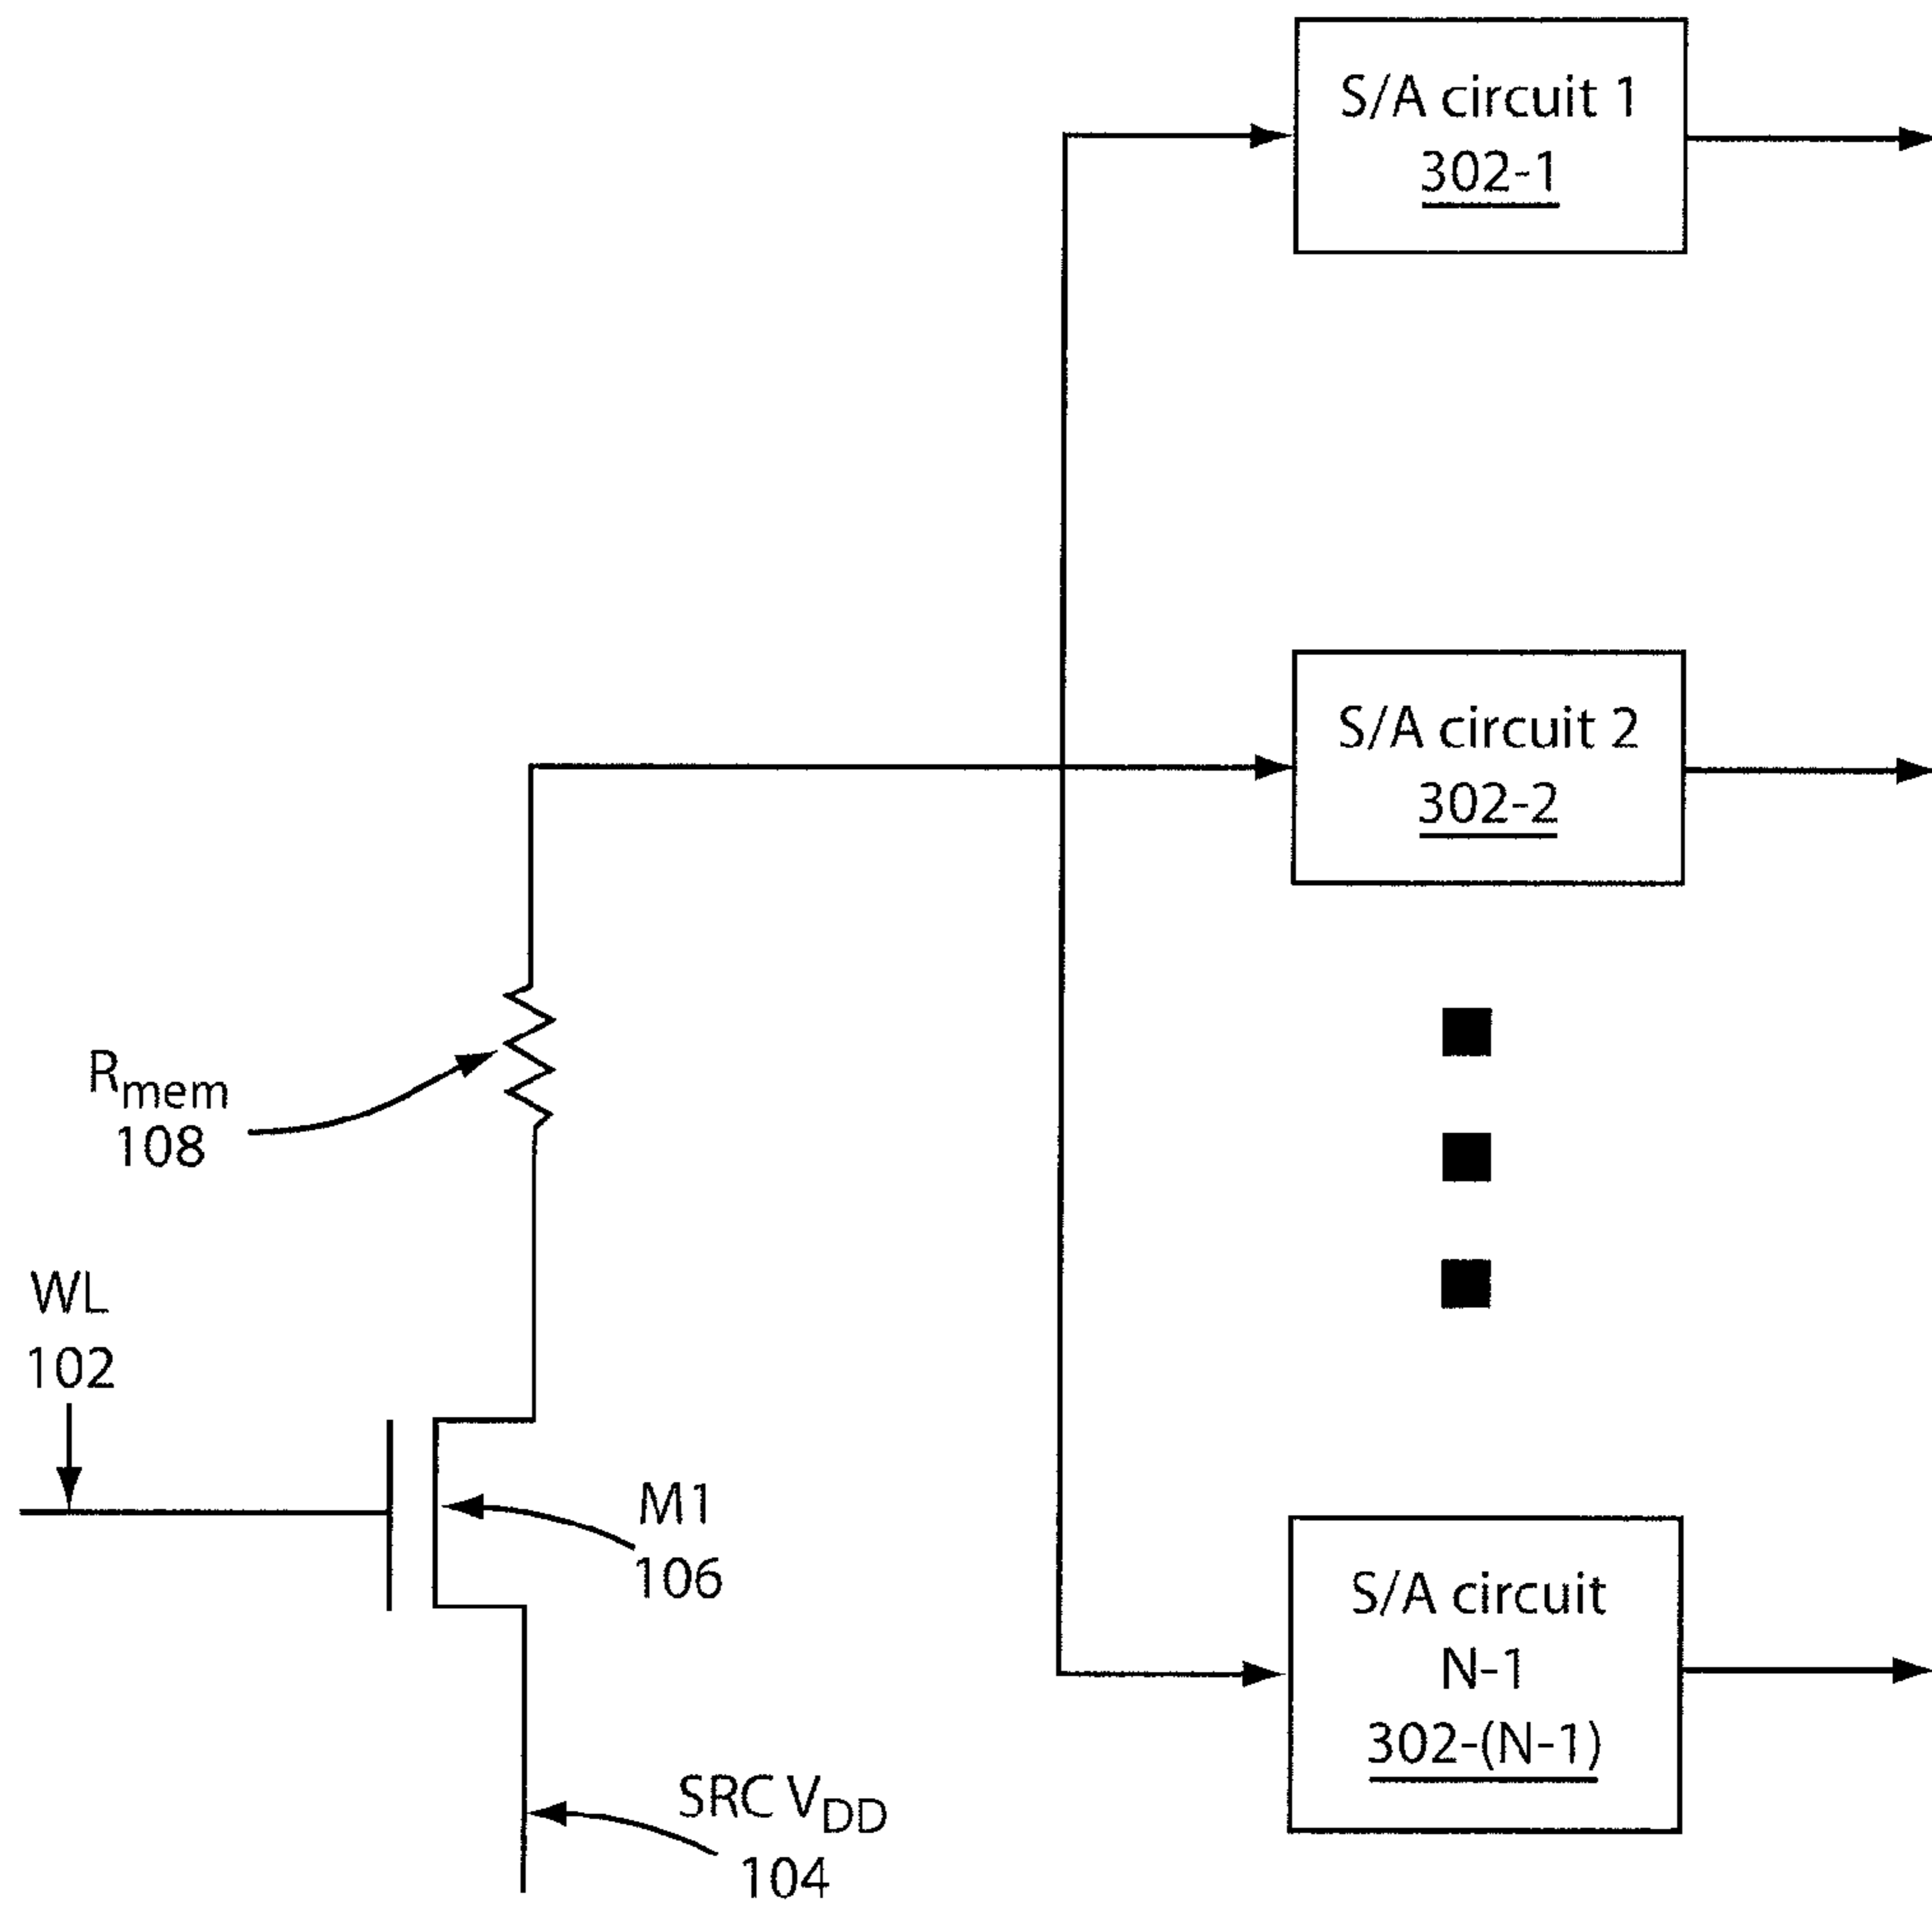 S/A circuit 1
302-1
S/A circuit 2
302-2
Rmem
108
WL
102
M1
106
S/A circuit
N-1
302-(N-1)
SRC VDD
104